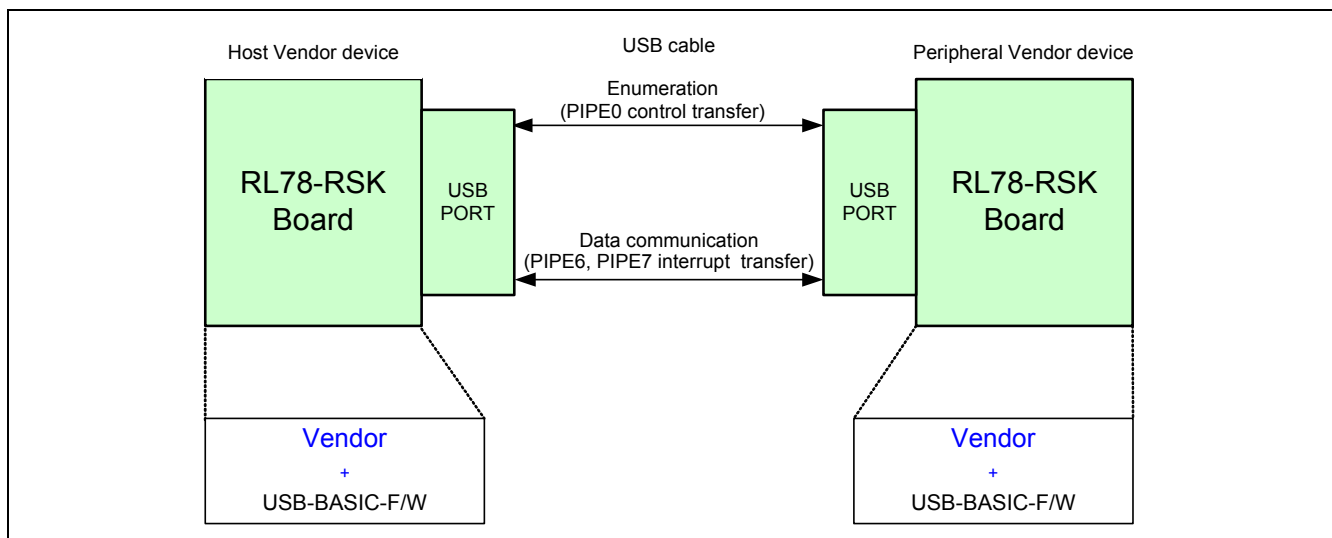 Host Vendor device
USB cable
Peripheral Vendor device
Enumeration
(PIPE0 control transfer)
RL78-RSK
Board
USB
PORT
USB
PORT
RL78-RSK
Board
Data communication
(PIPE6, PIPE7 interrupt transfer)
Vendor
+
USB-BASIC-F/W
Vendor
+
USB-BASIC-F/W